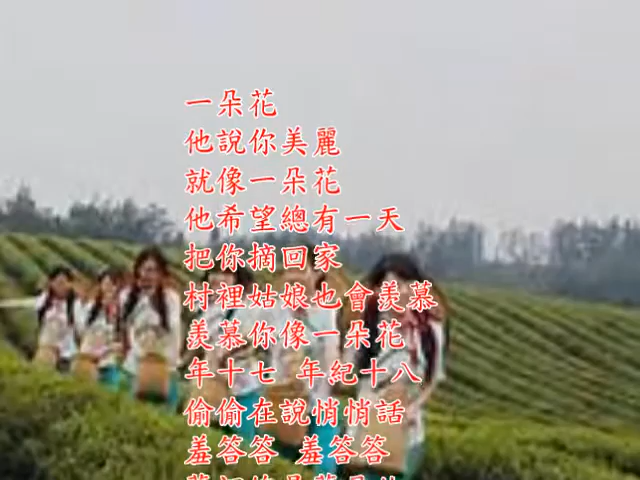 一朵花
他說你美麗
就像一朵花
他希望總有一天
把你摘回家
村裡姑娘也會羨慕
羨慕你像一朵花
年十七 年紀十八
偷偷在說悄悄話
羞答答 羞答答